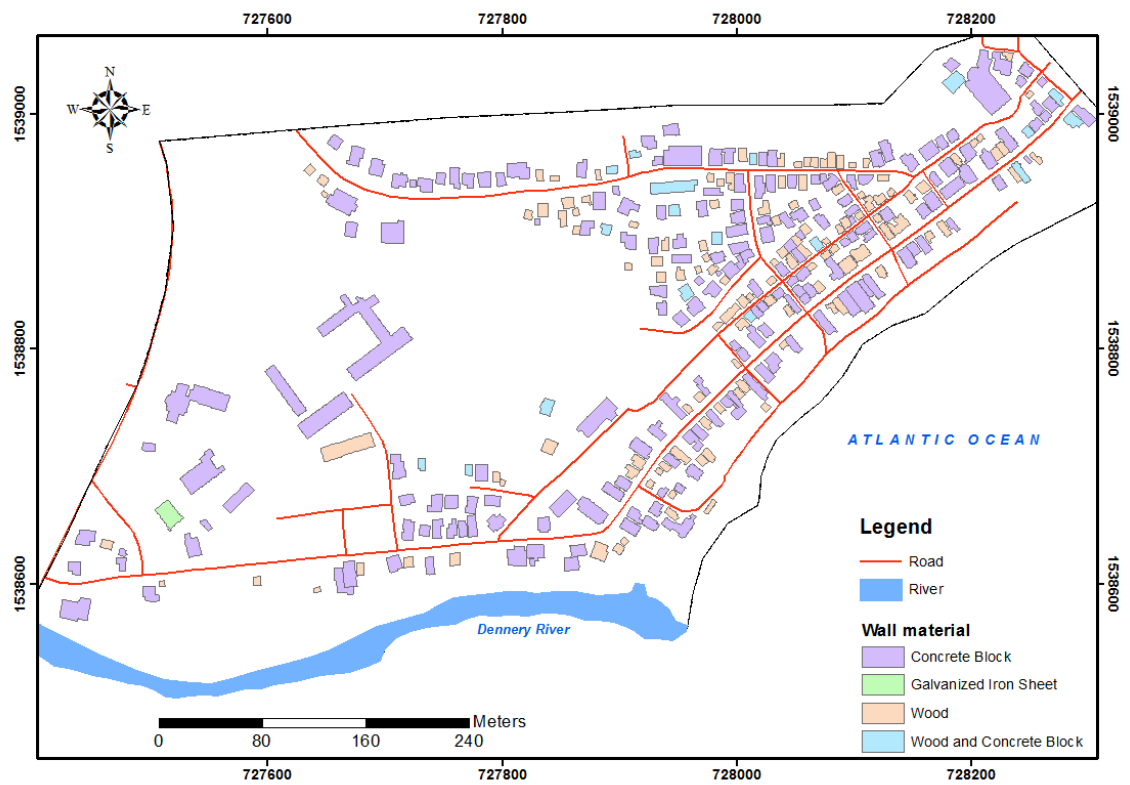 727600 727800 728000 728200
1539000 1539000
N
W E
S
1538800 1538800
ATLANTIC OCEAN
Legend
Road
River
1538600 1538600
Dennery River
Wall material
Concrete Block
Galvanized Iron Sheet
Wood
Wood and Concrete Block
Meters
0 80 160 240
727600 727800 728000 728200